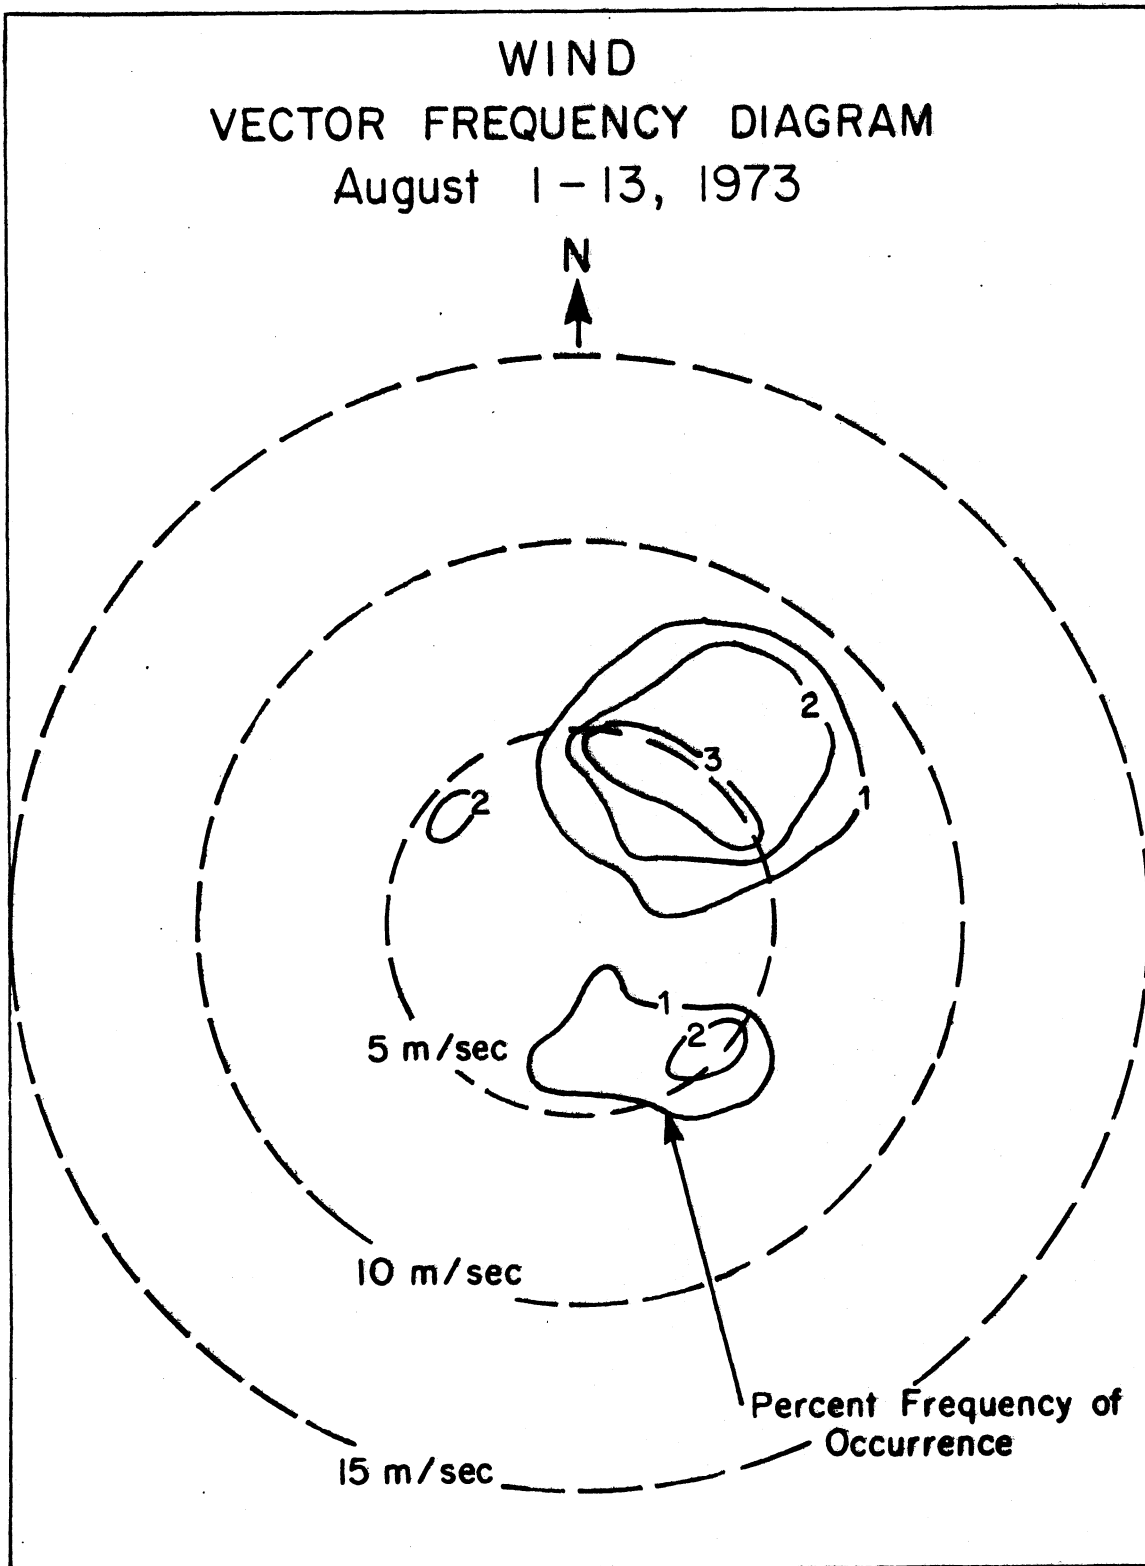 WIND
VECTOR FREQUENCY DIAGRAM
August 1-13, 1973
N
2
3
2
1
1
2
5 m/sec
10 m/sec
Percent Frequency of
Occurrence
15 m/sec